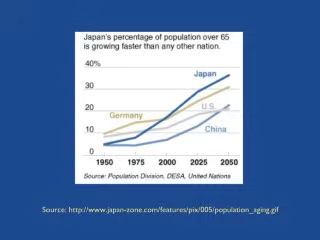 Japan's percentage of population over 65
is growing faster than any other nation.
40%
Japan
30
Germany
U.S.
20
10
China
0
1950 1975 2000 2025 2050
Source: Population Division, DESA, United Nations
Source: http://www.japan-zone.com/features/pix/005/population_aging.gif